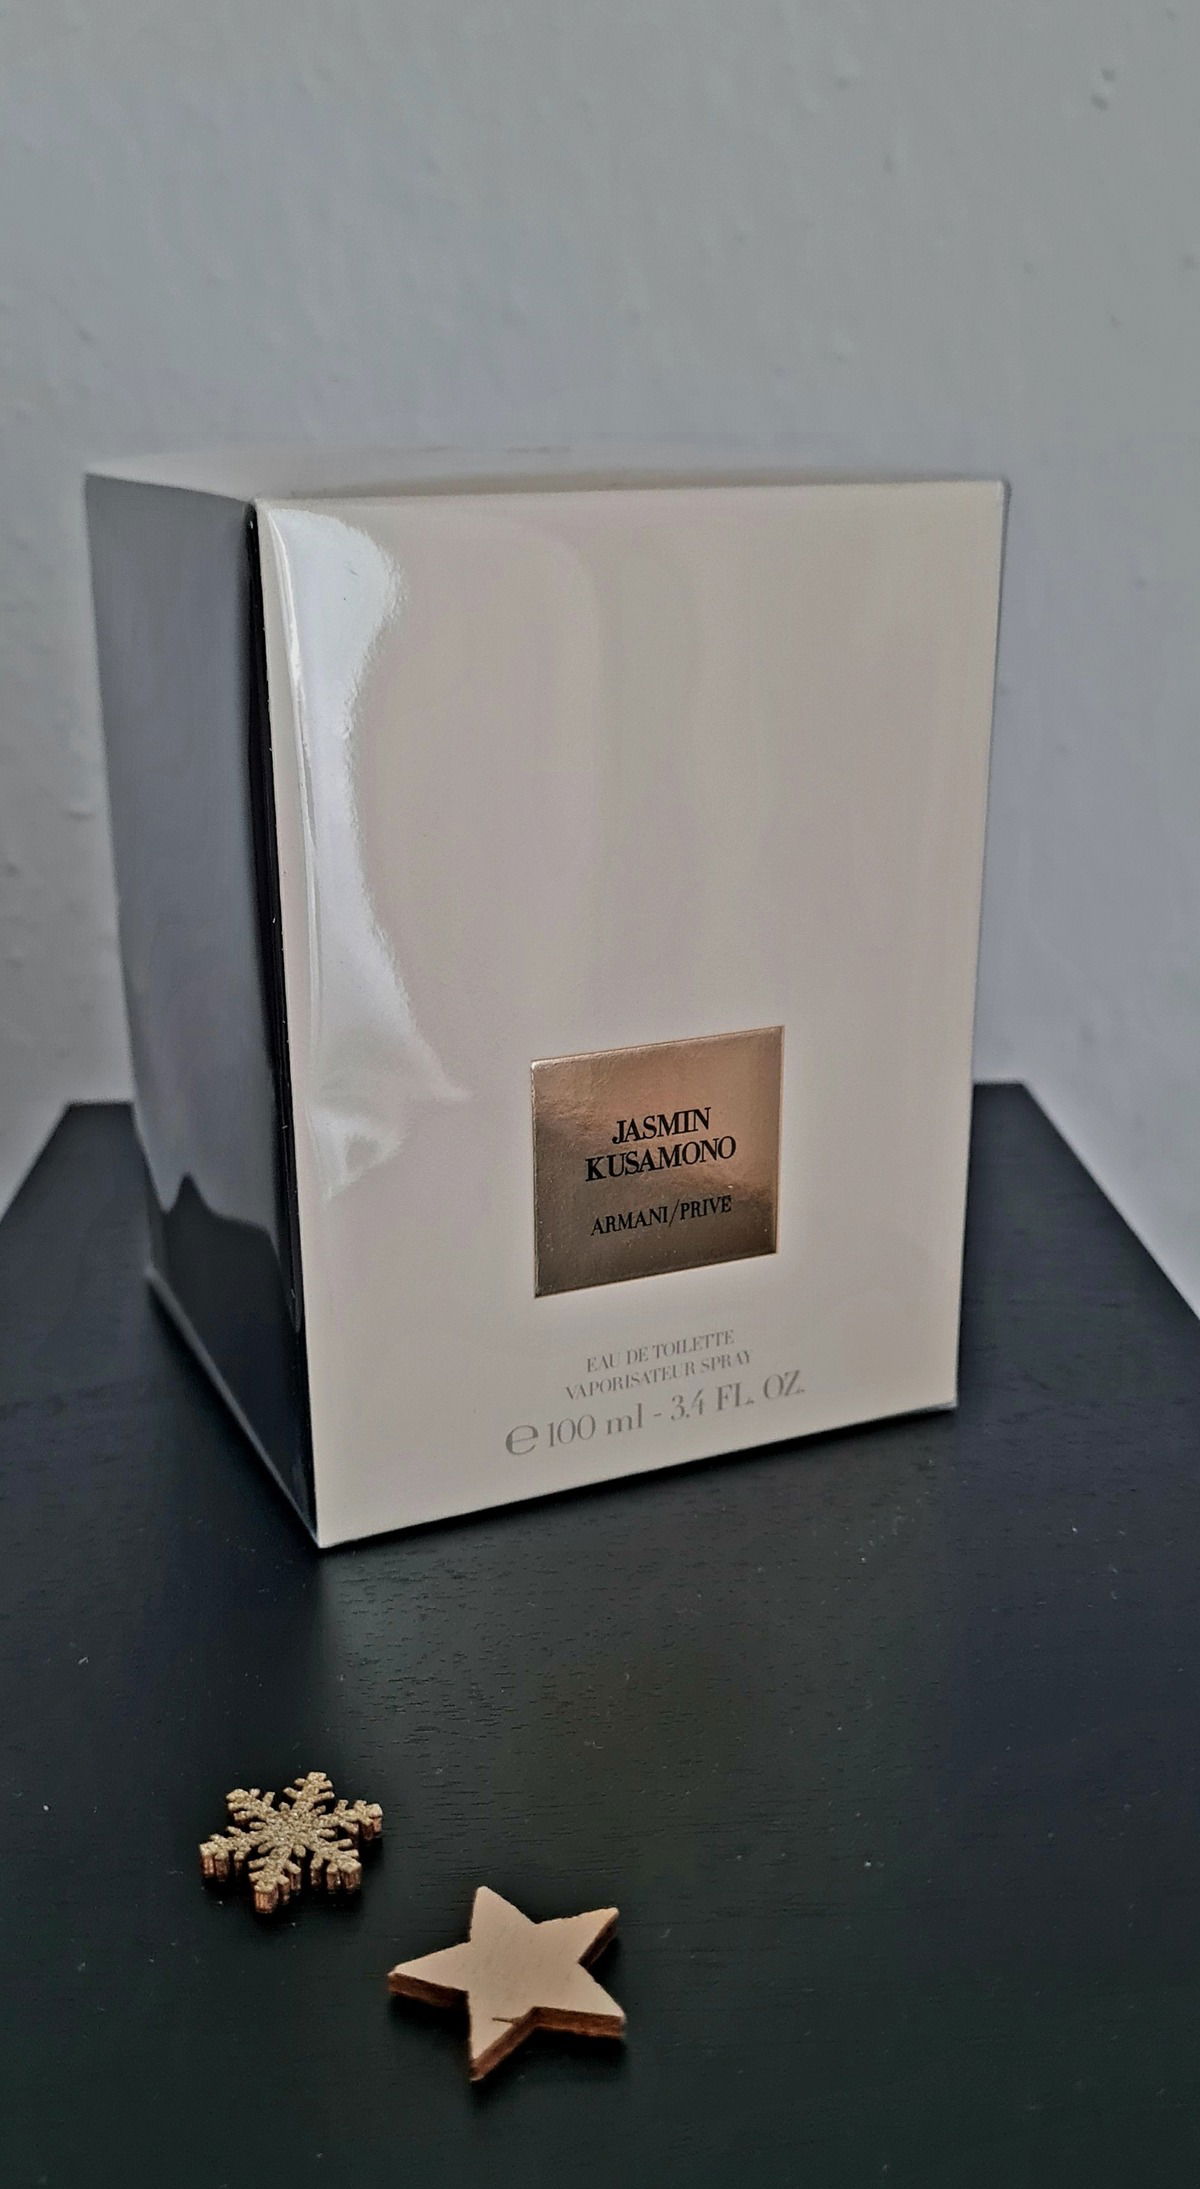 JASMIN
KUSAMONO
ARMANI/PRIVE
EAU DE TOILETTE
VAPORISATEUR SPRAY
℮ 100 ml - 3.4 FL. OZ.